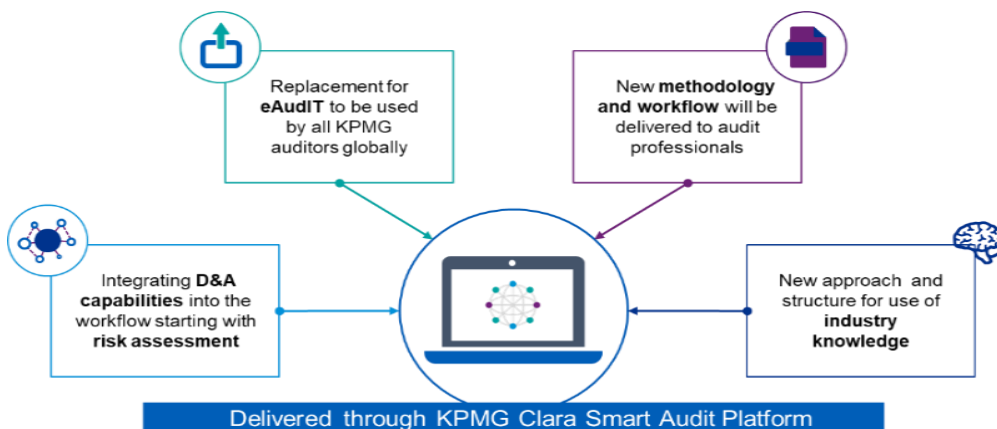 Replacement for
eAudIT to be used
by all KPMG
auditors globally
New methodology
and workflow will be
delivered to audit
professionals
Integrating D&A
capabilities into the
workflow starting with
risk assessment
New approach and
structure for use of
industry
knowledge
Delivered through KPMG Clara Smart Audit Platform